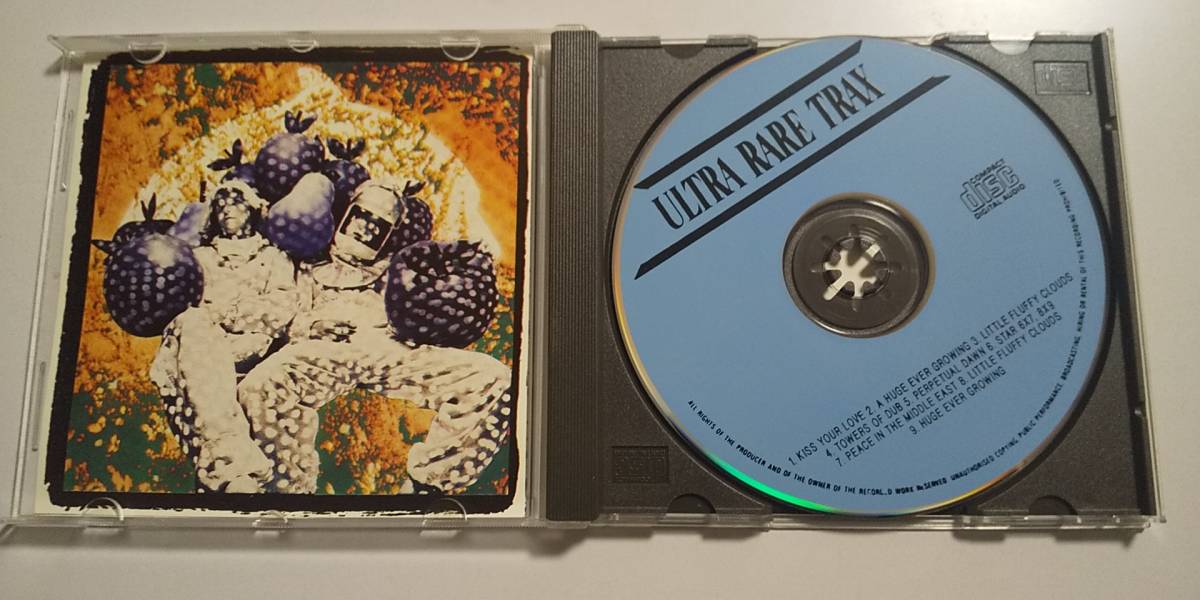 ULTRA RARE TRAX
COMPACT
disc
DIGITAL AUDIO
1. KISS YOUR LOVE 2. A HUGE EVER GROWING 3. LITTLE FLUFFY CLOUDS
4. TOWERS OF DUB 5. PERPETUAL DAWN 6. STAR 6X7, 8X9
7. PEACE IN THE MIDDLE EAST 8. LITTLE FLUFFY CLOUDS
9. HUGE EVER GROWING
ALL RIGHTS OF THE PRODUCER AND OF THE OWNER OF THE RECORL.D WORK RESERVED UNAUTHORISED COPYING PUBLIC PERFORMANCE BROADCASTING HIRING OR RENTAL OF THIS RECORDING PROHIBITED